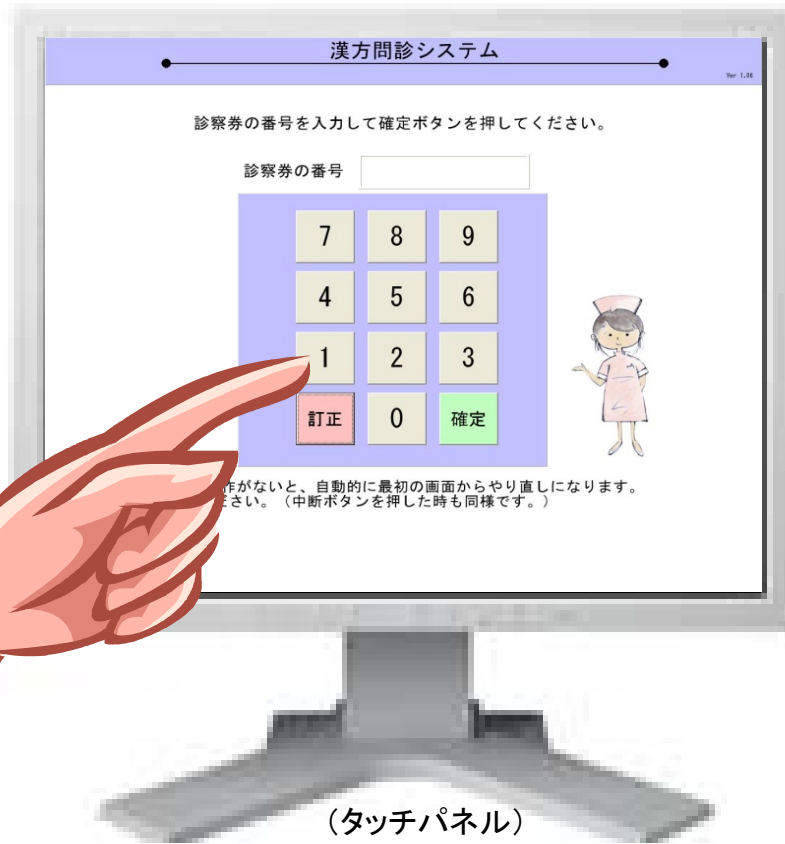 漢方問診システム
Ver 1.06
診察券の番号を入力して確定ボタンを押してください。
診察券の番号
7 8 9
4 5 6
1 2 3
訂正 0 確定
作がないと、自動的に最初の画面からやり直しになります。
ださい。（中断ボタンを押した時も同様です。）
（タッチパネル）